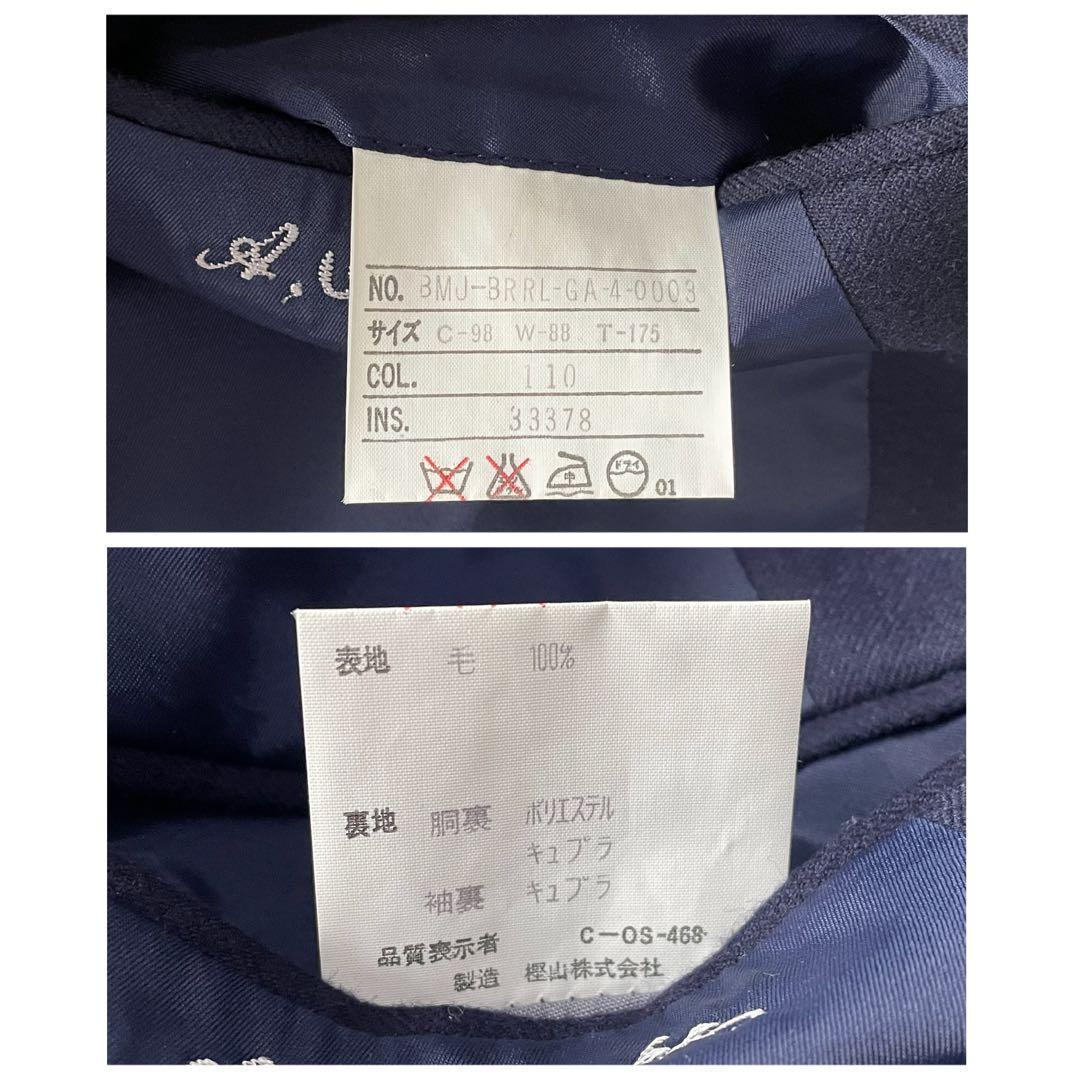 A.
NO. BMJ-BRRL-GA-4-0003
サイズ C-98 W-88 T-175
COL. 110
INS. 33378
中 ドライ 01
表地 毛 100%
裏地 胴裏 ポリエステル
キュプラ
袖裏 キュプラ
品質表示者 C-OS-468
製造 樫山株式会社